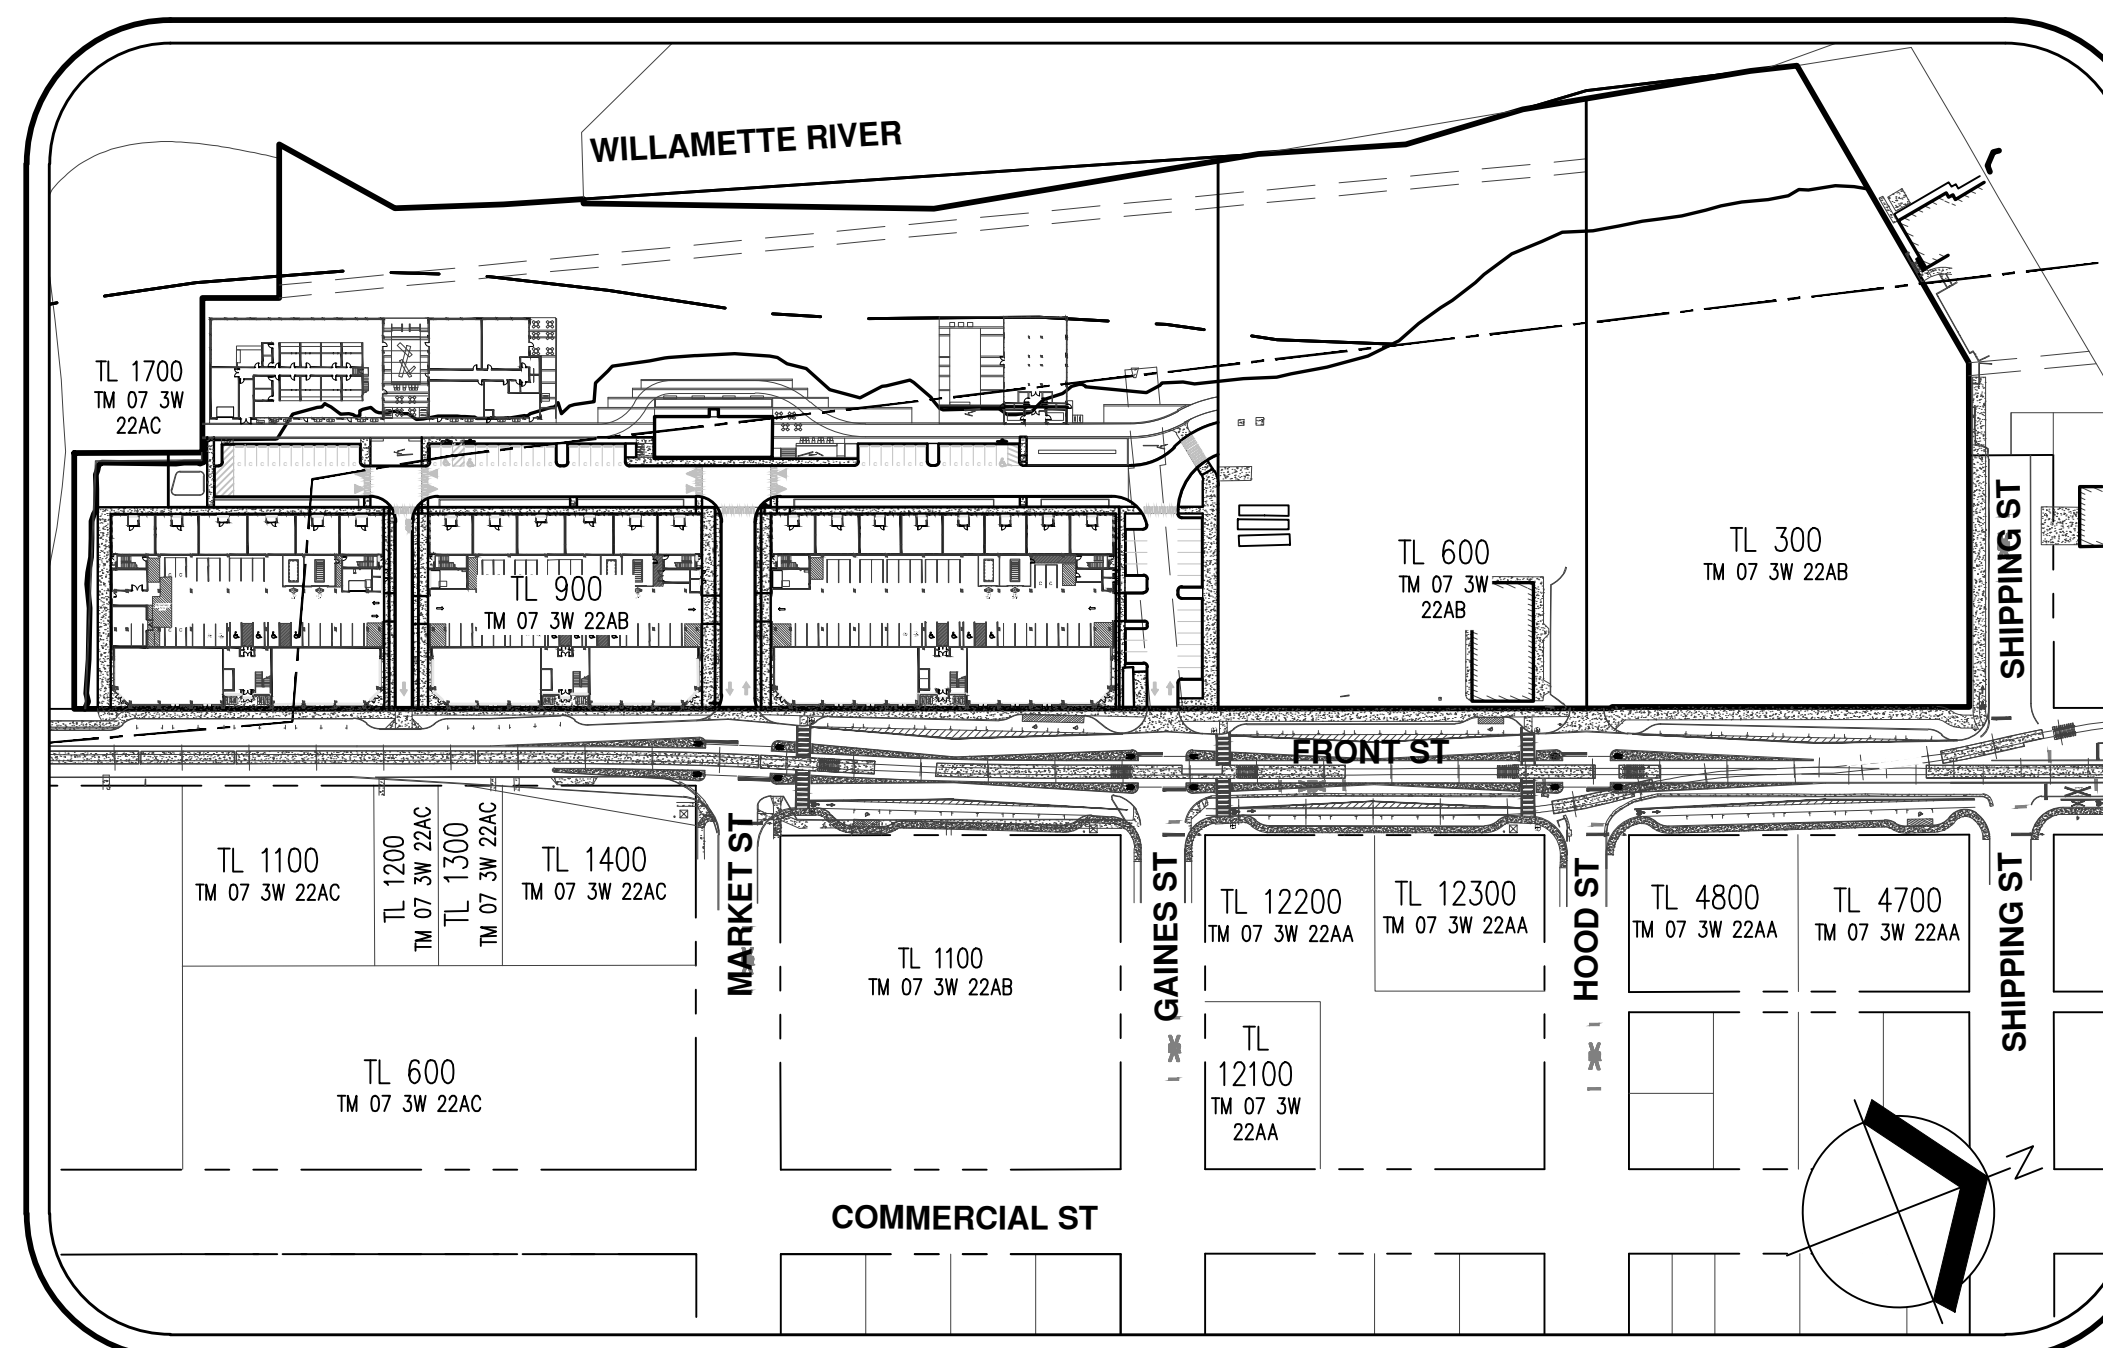 WILLAMETTE RIVER
TL 1700
TM 07 3W
22AC
TL 900
TM 07 3W 22AB
TL 600
TM 07 3W
22AB
TL 300
TM 07 3W 22AB
SHIPPING ST
FRONT ST
TL 1100
TM 07 3W 22AC
TL 1200
TM 07 3W 22AC
TL 1300
TM 07 3W 22AC
TL 1400
TM 07 3W 22AC
MARKET ST
TL 1100
TM 07 3W 22AB
GAINES ST
TL 12200
TM 07 3W 22AA
TL 12300
TM 07 3W 22AA
HOOD ST
TL 4800
TM 07 3W 22AA
TL 4700
TM 07 3W 22AA
SHIPPING ST
TL 600
TM 07 3W 22AC
TL
12100
TM 07 3W
22AA
COMMERCIAL ST
N